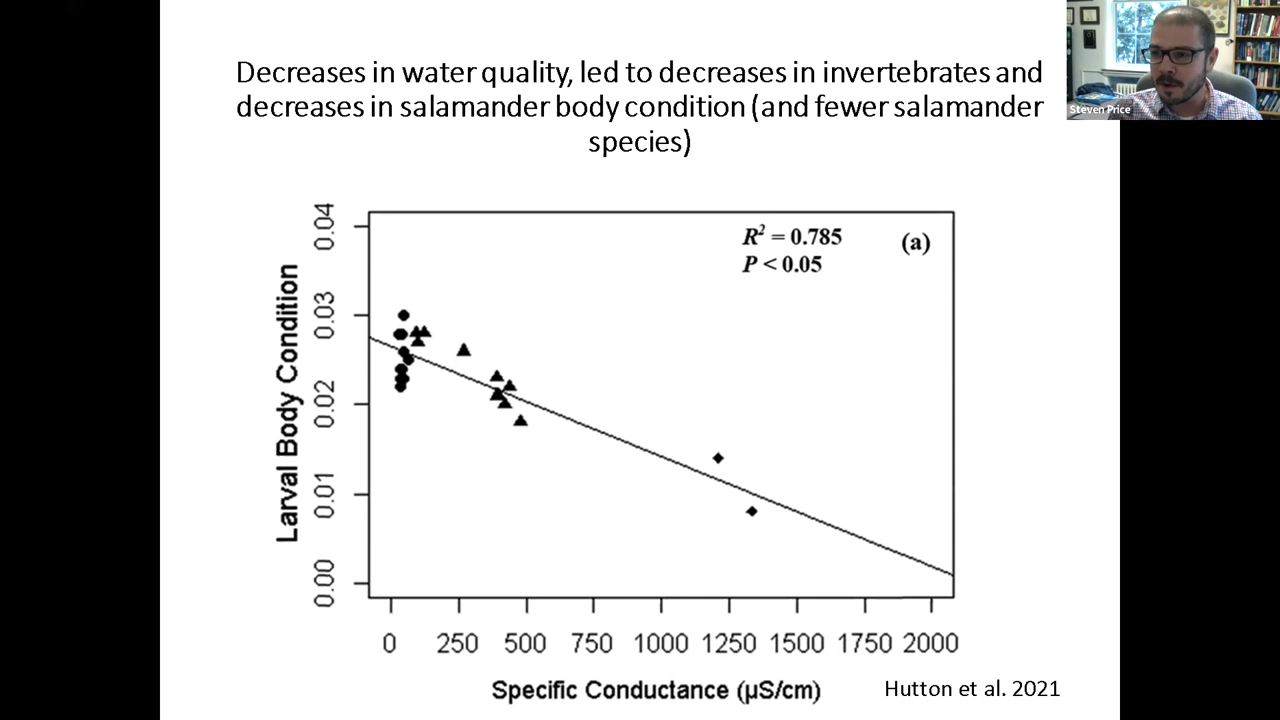 Decreases in water quality, led to decreases in invertebrates and
decreases in salamander body condition (and fewer salamander
species)
Steven Price
R² = 0.785
P < 0.05
(a)
Larval Body Condition
0.04
0.03
0.02
0.01
0.00
0 250 500 750 1000 1250 1500 1750 2000
Specific Conductance (µS/cm)
Hutton et al. 2021